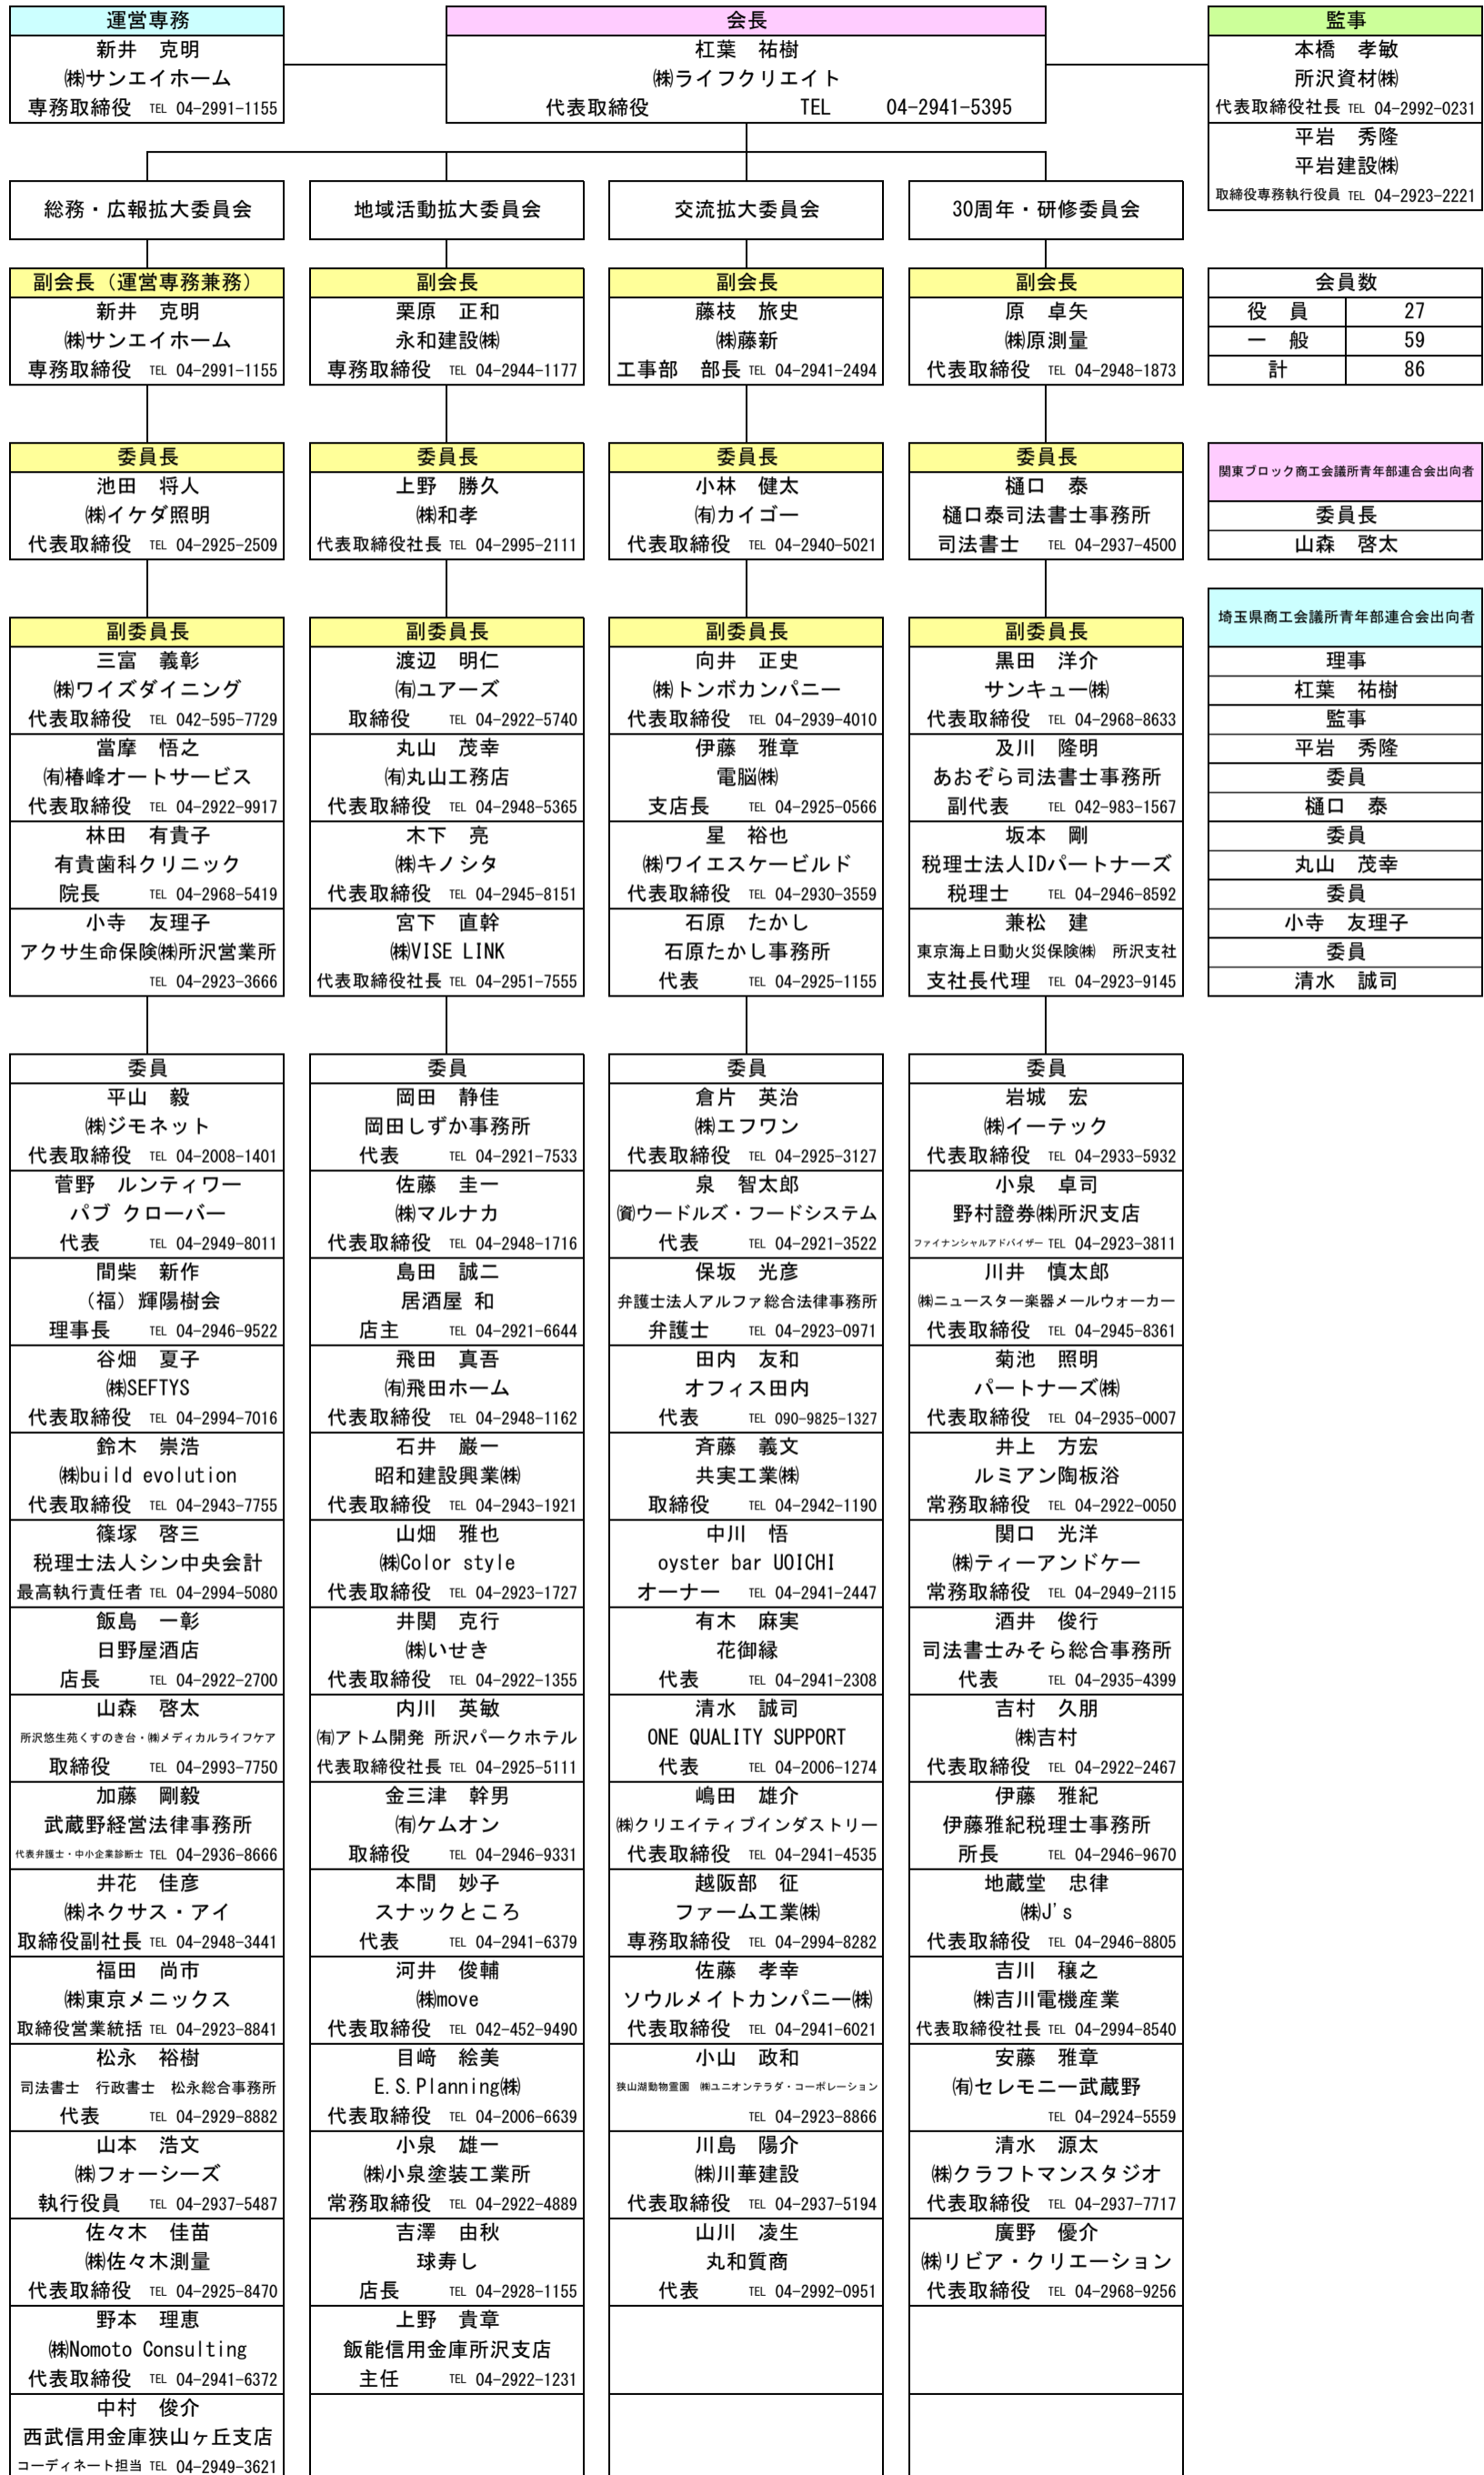 運営専務
新井　克明
㈱サンエイホーム
専務取締役 TEL 04-2991-1155
会長
杠葉　祐樹
㈱ライフクリエイト
代表取締役 TEL 04-2941-5395
監事
本橋　孝敏
所沢資材㈱
代表取締役社長 TEL 04-2992-0231
平岩　秀隆
平岩建設㈱
取締役専務執行役員 TEL 04-2923-2221
総務・広報拡大委員会
副会長（運営専務兼務）
新井　克明
㈱サンエイホーム
専務取締役 TEL 04-2991-1155
委員長
池田　将人
㈱イケダ照明
代表取締役 TEL 04-2925-2509
副委員長
三富　義彰
㈱ワイズダイニング
代表取締役 TEL 042-595-7729
當摩　悟之
㈲椿峰オートサービス
代表取締役 TEL 04-2922-9917
林田　有貴子
有貴歯科クリニック
院長 TEL 04-2968-5419
小寺　友理子
アクサ生命保険㈱所沢営業所
TEL 04-2923-3666
委員
平山　毅
㈱ジモネット
代表取締役 TEL 04-2008-1401
菅野　ルンティワー
パブ クローバー
代表 TEL 04-2949-8011
間柴　新作
（福）輝陽樹会
理事長 TEL 04-2946-9522
谷畑　夏子
㈱SEFTYS
代表取締役 TEL 04-2994-7016
鈴木　崇浩
㈱build evolution
代表取締役 TEL 04-2943-7755
篠塚　啓三
税理士法人シン中央会計
最高執行責任者 TEL 04-2994-5080
飯島　一彰
日野屋酒店
店長 TEL 04-2922-2700
山森　啓太
所沢悠生苑くすのき台・㈱メディカルライフケア
取締役 TEL 04-2993-7750
加藤　剛毅
武蔵野経営法律事務所
代表弁護士・中小企業診断士 TEL 04-2936-8666
井花　佳彦
㈱ネクサス・アイ
取締役副社長 TEL 04-2948-3441
福田　尚市
㈱東京メニックス
取締役営業統括 TEL 04-2923-8841
松永　裕樹
司法書士　行政書士　松永総合事務所
代表 TEL 04-2929-8882
山本　浩文
㈱フォーシーズ
執行役員 TEL 04-2937-5487
佐々木　佳苗
㈱佐々木測量
代表取締役 TEL 04-2925-8470
野本　理恵
㈱Nomoto Consulting
代表取締役 TEL 04-2941-6372
中村　俊介
西武信用金庫狭山ヶ丘支店
コーディネート担当 TEL 04-2949-3621
地域活動拡大委員会
副会長
栗原　正和
永和建設㈱
専務取締役 TEL 04-2944-1177
委員長
上野　勝久
㈱和孝
代表取締役社長 TEL 04-2995-2111
副委員長
渡辺　明仁
㈲ユアーズ
取締役 TEL 04-2922-5740
丸山　茂幸
㈲丸山工務店
代表取締役 TEL 04-2948-5365
木下　亮
㈱キノシタ
代表取締役 TEL 04-2945-8151
宮下　直幹
㈱VISE LINK
代表取締役社長 TEL 04-2951-7555
委員
岡田　静佳
岡田しずか事務所
代表 TEL 04-2921-7533
佐藤　圭一
㈱マルナカ
代表取締役 TEL 04-2948-1716
島田　誠二
居酒屋 和
店主 TEL 04-2921-6644
飛田　真吾
㈲飛田ホーム
代表取締役 TEL 04-2948-1162
石井　巌一
昭和建設興業㈱
代表取締役 TEL 04-2943-1921
山畑　雅也
㈱Color style
代表取締役 TEL 04-2923-1727
井関　克行
㈱いせき
代表取締役 TEL 04-2922-1355
内川　英敏
㈲アトム開発 所沢パークホテル
代表取締役社長 TEL 04-2925-5111
金三津　幹男
㈲ケムオン
取締役 TEL 04-2946-9331
本間　妙子
スナックところ
代表 TEL 04-2941-6379
河井　俊輔
㈱move
代表取締役 TEL 042-452-9490
目﨑　絵美
E.S.Planning㈱
代表取締役 TEL 04-2006-6639
小泉　雄一
㈱小泉塗装工業所
常務取締役 TEL 04-2922-4889
吉澤　由秋
球寿し
店長 TEL 04-2928-1155
上野　貴章
飯能信用金庫所沢支店
主任 TEL 04-2922-1231
交流拡大委員会
副会長
藤枝　旅史
㈱藤新
工事部　部長 TEL 04-2941-2494
委員長
小林　健太
㈲カイゴー
代表取締役 TEL 04-2940-5021
副委員長
向井　正史
㈱トンボカンパニー
代表取締役 TEL 04-2939-4010
伊藤　雅章
電脳㈱
支店長 TEL 04-2925-0566
星　裕也
㈱ワイエスケービルド
代表取締役 TEL 04-2930-3559
石原　たかし
石原たかし事務所
代表 TEL 04-2925-1155
委員
倉片　英治
㈱エフワン
代表取締役 TEL 04-2925-3127
泉　智太郎
㈾ウードルズ・フードシステム
代表 TEL 04-2921-3522
保坂　光彦
弁護士法人アルファ総合法律事務所
弁護士 TEL 04-2923-0971
田内　友和
オフィス田内
代表 TEL 090-9825-1327
斉藤　義文
共実工業㈱
取締役 TEL 04-2942-1190
中川　悟
oyster bar UOICHI
オーナー TEL 04-2941-2447
有木　麻実
花御縁
代表 TEL 04-2941-2308
清水　誠司
ONE QUALITY SUPPORT
代表 TEL 04-2006-1274
嶋田　雄介
㈱クリエイティブインダストリー
代表取締役 TEL 04-2941-4535
越阪部　征
ファーム工業㈱
専務取締役 TEL 04-2994-8282
佐藤　孝幸
ソウルメイトカンパニー㈱
代表取締役 TEL 04-2941-6021
小山　政和
狭山湖動物霊園　㈱ユニオンテラダ・コーポレーション
TEL 04-2923-8866
川島　陽介
㈱川華建設
代表取締役 TEL 04-2937-5194
山川　凌生
丸和質商
代表 TEL 04-2992-0951
30周年・研修委員会
副会長
原　卓矢
㈱原測量
代表取締役 TEL 04-2948-1873
委員長
樋口　泰
樋口泰司法書士事務所
司法書士 TEL 04-2937-4500
副委員長
黒田　洋介
サンキュー㈱
代表取締役 TEL 04-2968-8633
及川　隆明
あおぞら司法書士事務所
副代表 TEL 042-983-1567
坂本　剛
税理士法人IDパートナーズ
税理士 TEL 04-2946-8592
兼松　建
東京海上日動火災保険㈱　所沢支社
支社長代理 TEL 04-2923-9145
委員
岩城　宏
㈱イーテック
代表取締役 TEL 04-2933-5932
小泉　卓司
野村證券㈱所沢支店
ファイナンシャルアドバイザー TEL 04-2923-3811
川井　慎太郎
㈱ニュースター楽器メールウォーカー
代表取締役 TEL 04-2945-8361
菊池　照明
パートナーズ㈱
代表取締役 TEL 04-2935-0007
井上　方宏
ルミアン陶板浴
常務取締役 TEL 04-2922-0050
関口　光洋
㈱ティーアンドケー
常務取締役 TEL 04-2949-2115
酒井　俊行
司法書士みそら総合事務所
代表 TEL 04-2935-4399
吉村　久朋
㈱吉村
代表取締役 TEL 04-2922-2467
伊藤　雅紀
伊藤雅紀税理士事務所
所長 TEL 04-2946-9670
地蔵堂　忠律
㈱J's
代表取締役 TEL 04-2946-8805
吉川　穣之
㈱吉川電機産業
代表取締役社長 TEL 04-2994-8540
安藤　雅章
㈲セレモニー武蔵野
TEL 04-2924-5559
清水　源太
㈱クラフトマンスタジオ
代表取締役 TEL 04-2937-7717
廣野　優介
㈱リビア・クリエーション
代表取締役 TEL 04-2968-9256
会員数
役　員 27
一　般 59
計 86
関東ブロック商工会議所青年部連合会出向者
委員長
山森　啓太
埼玉県商工会議所青年部連合会出向者
理事
杠葉　祐樹
監事
平岩　秀隆
委員
樋口　泰
委員
丸山　茂幸
委員
小寺　友理子
委員
清水　誠司